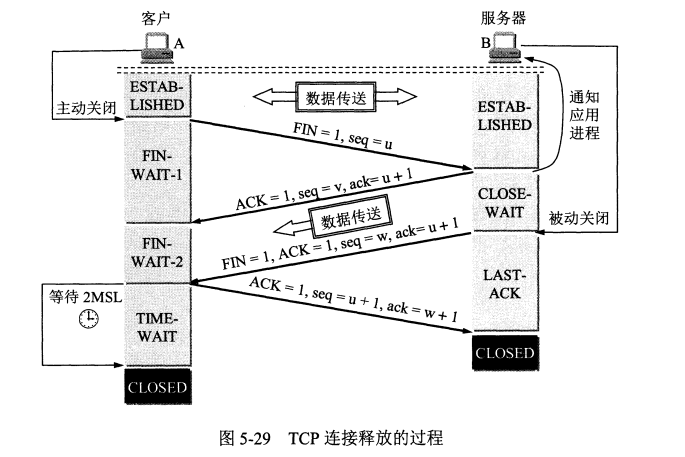 客户
服务器
A
B
ESTAB-
LISHED
数据传送
主动关闭
FIN = 1, seq = u
ESTAB-
LISHED
通知
应用
进程
FIN-
WAIT-1
ACK = 1, seq = v, ack= u + 1
CLOSE-
WAIT
数据传送
被动关闭
FIN = 1, ACK = 1, seq = w, ack= u + 1
FIN-
WAIT-2
ACK = 1, seq = u + 1, ack = w + 1
LAST-
ACK
等待 2MSL
TIME-
WAIT
CLOSED
CLOSED
图 5-29 TCP 连接释放的过程